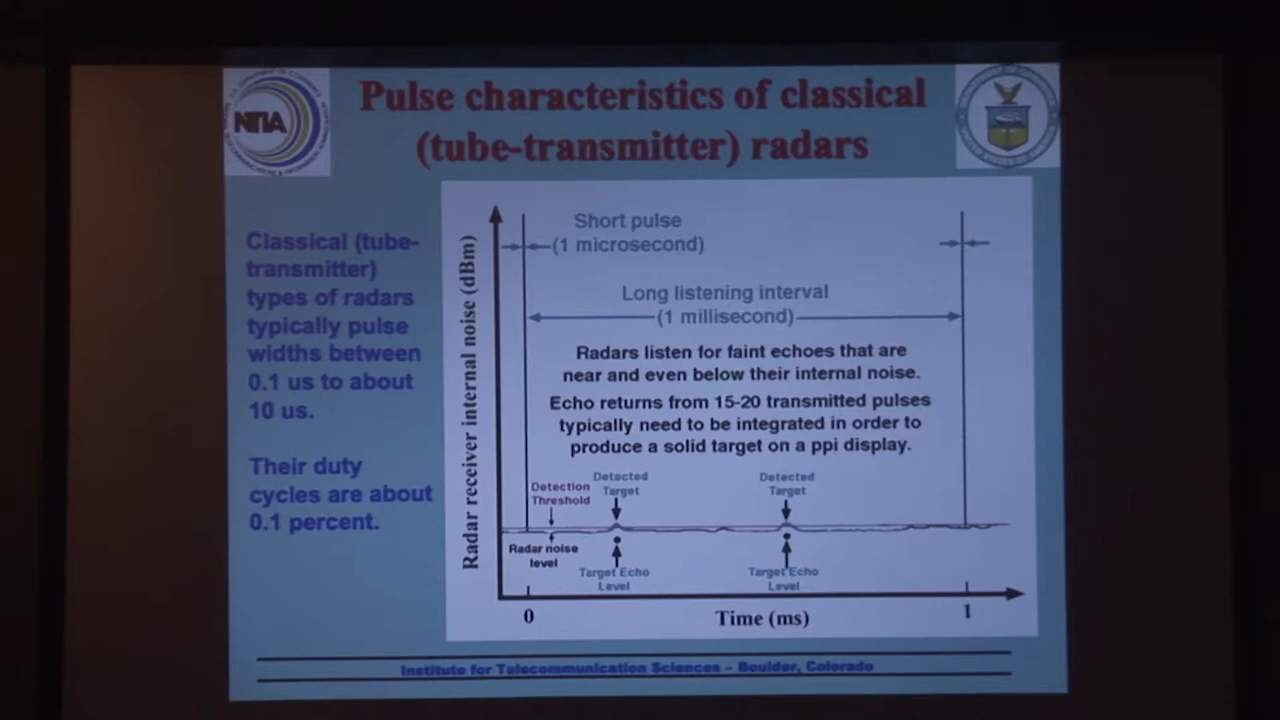 NTIA
Pulse characteristics of classical
(tube-transmitter) radars
Classical (tube-
transmitter)
types of radars
typically pulse
widths between
0.1 us to about
10 us.
Their duty
cycles are about
0.1 percent.
Radar receiver internal noise (dBm)
Short pulse
(1 microsecond)
Long listening interval
(1 millisecond)
Radars listen for faint echoes that are
near and even below their internal noise.
Echo returns from 15-20 transmitted pulses
typically need to be integrated in order to
produce a solid target on a ppi display.
Detection
Threshold
Detected
Target
Detected
Target
Radar noise
level
Target Echo
Level
Target Echo
Level
0
Time (ms)
1
Institute for Telecommunication Sciences – Boulder, Colorado